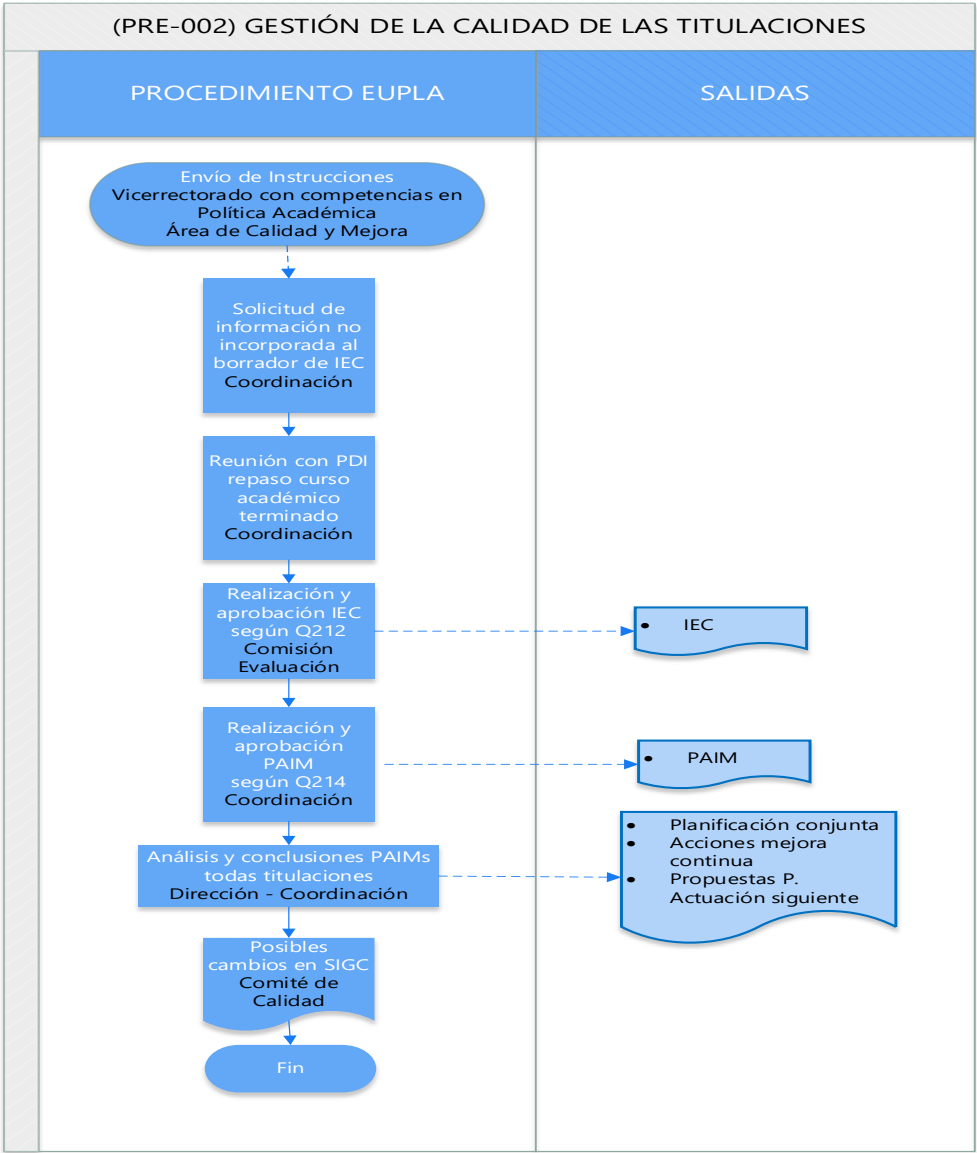 (PRE-002) GESTIÓN DE LA CALIDAD DE LAS TITULACIONES
PROCEDIMIENTO EUPLA
SALIDAS
Envío de Instrucciones
Vicerrectorado con competencias en
Política Académica
Área de Calidad y Mejora
Solicitud de
información no
incorporada al
borrador de IEC
Coordinación
Reunión con PDI
repaso curso
académico
terminado
Coordinación
Realización y
aprobación IEC
según Q212
Comisión
Evaluación
• IEC
Realización y
aprobación
PAIM
según Q214
Coordinación
• PAIM
Análisis y conclusiones PAIMs
todas titulaciones
Dirección - Coordinación
• Planificación conjunta
• Acciones mejora
continua
• Propuestas P.
Actuación siguiente
Posibles
cambios en SIGC
Comité de
Calidad
Fin